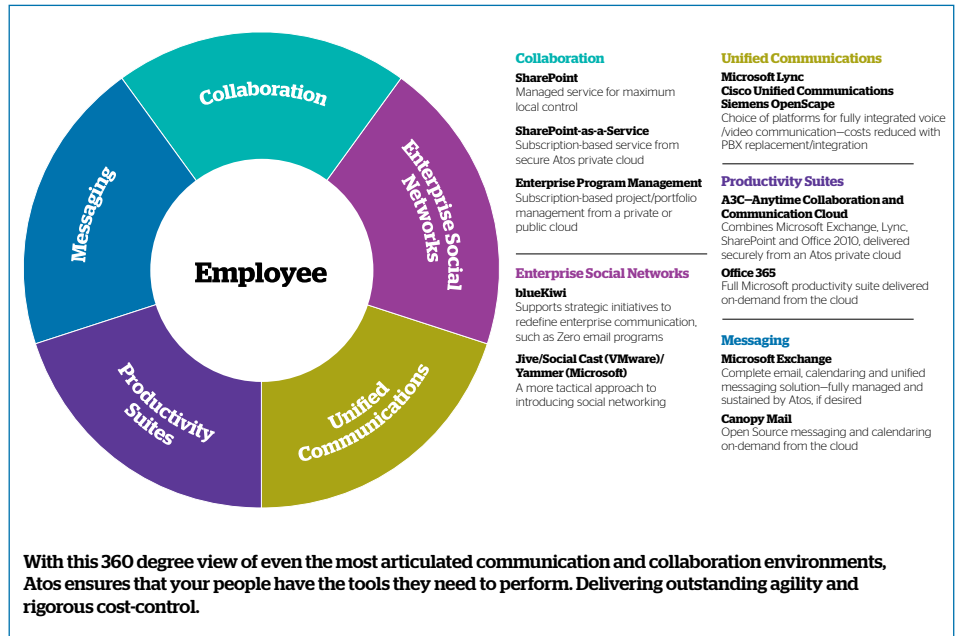 Collaboration
Enterprise Social
Networks
Unified
Communications
Productivity
Suites
Messaging
Employee
Collaboration
SharePoint
Managed service for maximum
local control
SharePoint-as-a-Service
Subscription-based service from
secure Atos private cloud
Enterprise Program Management
Subscription-based project/portfolio
management from a private or
public cloud
Enterprise Social Networks
blueKiwi
Supports strategic initiatives to
redefine enterprise communication,
such as Zero email programs
Jive/Social Cast (VMware)/
Yammer (Microsoft)
A more tactical approach to
introducing social networking
Unified Communications
Microsoft Lync
Cisco Unified Communications
Siemens OpenScape
Choice of platforms for fully integrated voice
/video communication—costs reduced with
PBX replacement/integration
Productivity Suites
A3C—Anytime Collaboration and
Communication Cloud
Combines Microsoft Exchange, Lync,
SharePoint and Office 2010, delivered
securely from an Atos private cloud
Office 365
Full Microsoft productivity suite delivered
on-demand from the cloud
Messaging
Microsoft Exchange
Complete email, calendaring and unified
messaging solution—fully managed and
sustained by Atos, if desired
Canopy Mail
Open Source messaging and calendaring
on-demand from the cloud
With this 360 degree view of even the most articulated communication and collaboration environments,
Atos ensures that your people have the tools they need to perform. Delivering outstanding agility and
rigorous cost-control.